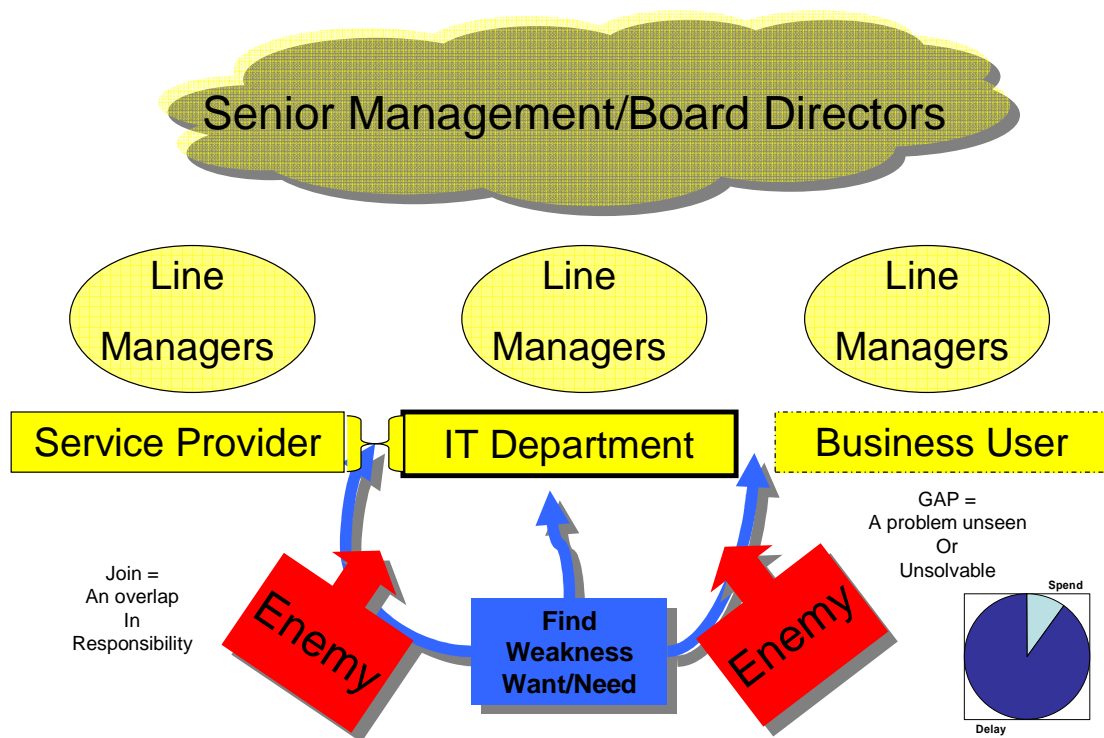 Senior Management/Board Directors
Line
Managers
Line
Managers
Line
Managers
Service Provider
IT Department
Business User
Join =
An overlap
In
Responsibility
Enemy
Find
Weakness
Want/Need
Enemy
GAP =
A problem unseen
Or
Unsolvable
Spend
Delay